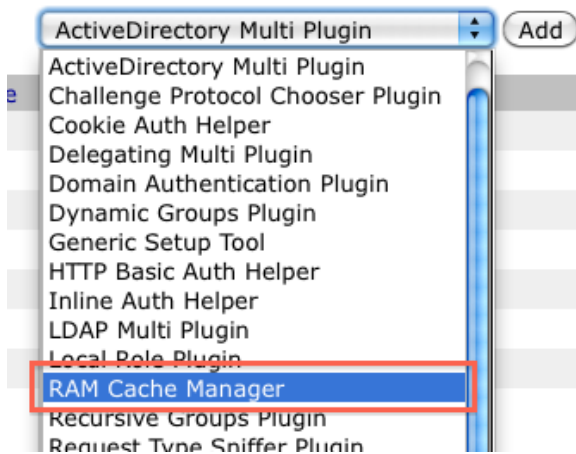 ActiveDirectory Multi Plugin Add
ActiveDirectory Multi Plugin
e Challenge Protocol Chooser Plugin
Cookie Auth Helper
Delegating Multi Plugin
Domain Authentication Plugin
Dynamic Groups Plugin
Generic Setup Tool
HTTP Basic Auth Helper
Inline Auth Helper
LDAP Multi Plugin
Local Role Plugin
RAM Cache Manager
Recursive Groups Plugin
Request Type Sniffer Plugin